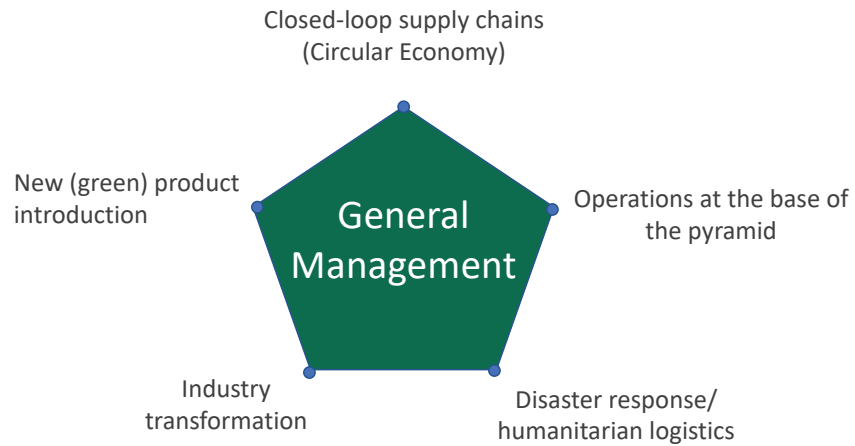 Closed-loop supply chains
(Circular Economy)
New (green) product
introduction
General
Management
Operations at the base of
the pyramid
Industry
transformation
Disaster response/
humanitarian logistics